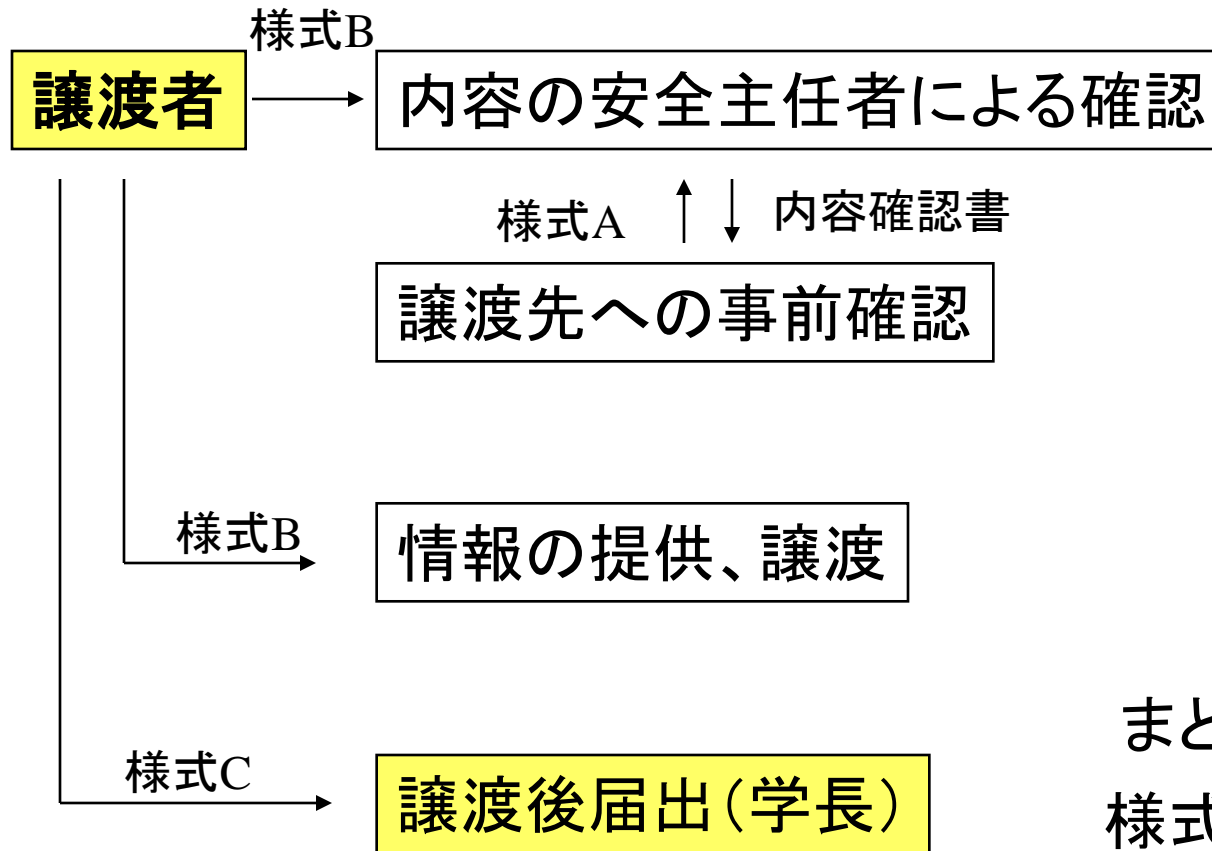 様式B
譲渡者
内容の安全主任者による確認
様式A
内容確認書
譲渡先への事前確認
様式B
情報の提供、譲渡
様式C
譲渡後届出(学長)
まと
様式